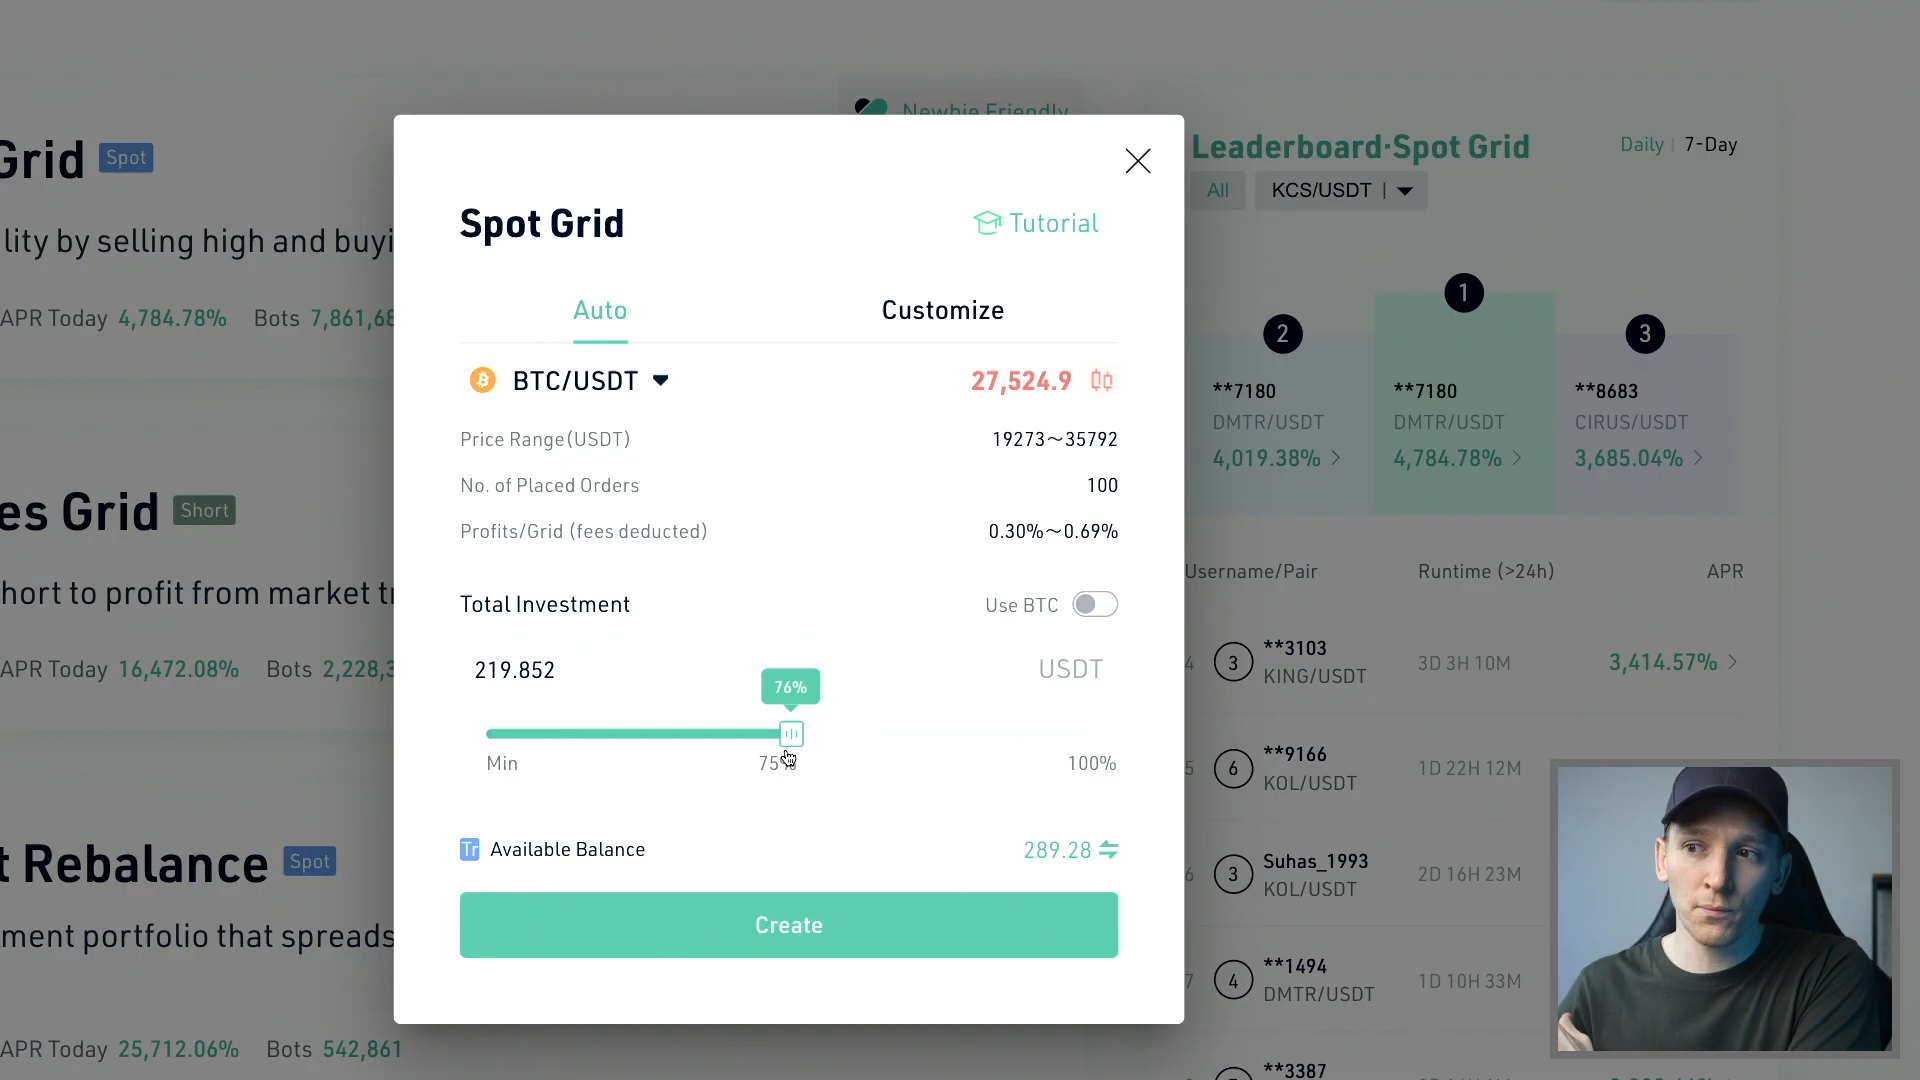 Newbie Friendly
Grid Spot
lity by selling high and buyi
APR Today 4,784.78% Bots 7,861,68
es Grid Short
hort to profit from market t
APR Today 16,472.08% Bots 2,228,3
t Rebalance Spot
ment portfolio that spreads
APR Today 25,712.06% Bots 542,861
Spot Grid
Tutorial
Auto
Customize
BTC/USDT
27,524.9
Price Range(USDT)
19273~35792
No. of Placed Orders
100
Profits/Grid (fees deducted)
0.30%~0.69%
Total Investment
Use BTC
219.852
USDT
76%
Min
75%
100%
Tr Available Balance
289.28
Create
Leaderboard·Spot Grid
Daily | 7-Day
All
KCS/USDT |
1
2
3
**7180
DMTR/USDT
4,019.38%
**7180
DMTR/USDT
4,784.78%
**8683
CIRUS/USDT
3,685.04%
Username/Pair
Runtime (>24h)
APR
4 3 **3103
KING/USDT
3D 3H 10M
3,414.57%
5 6 **9166
KOL/USDT
1D 22H 12M
6 3 Suhas_1993
KOL/USDT
2D 16H 23M
7 4 **1494
DMTR/USDT
1D 10H 33M
**3387